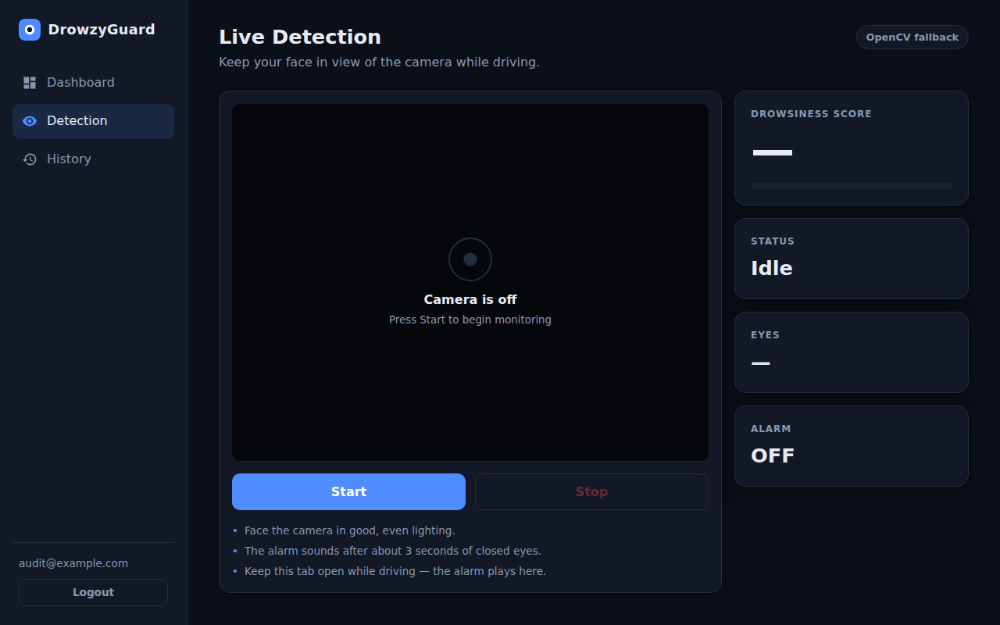 DrowzyGuard
Dashboard
Detection
History
audit@example.com
Logout
Live Detection
Keep your face in view of the camera while driving.
OpenCV fallback
Camera is off
Press Start to begin monitoring
Start
Stop
• Face the camera in good, even lighting.
• The alarm sounds after about 3 seconds of closed eyes.
• Keep this tab open while driving — the alarm plays here.
DROWSINESS SCORE
—
STATUS
Idle
EYES
—
ALARM
OFF